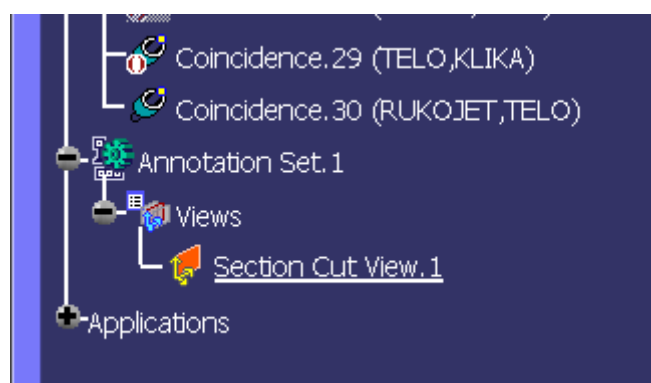 Coincidence.29 (TELO,KLIKA)
Coincidence.30 (RUKOJET,TELO)
Annotation Set.1
Views
Section Cut View.1
Applications